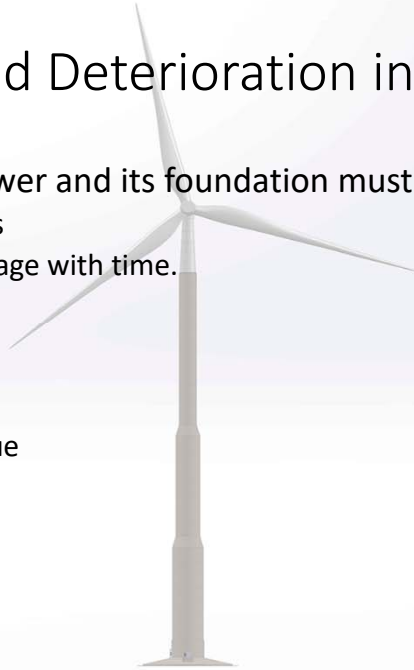 d Deterioration in
wer and its foundation must
s
age with time.
ue